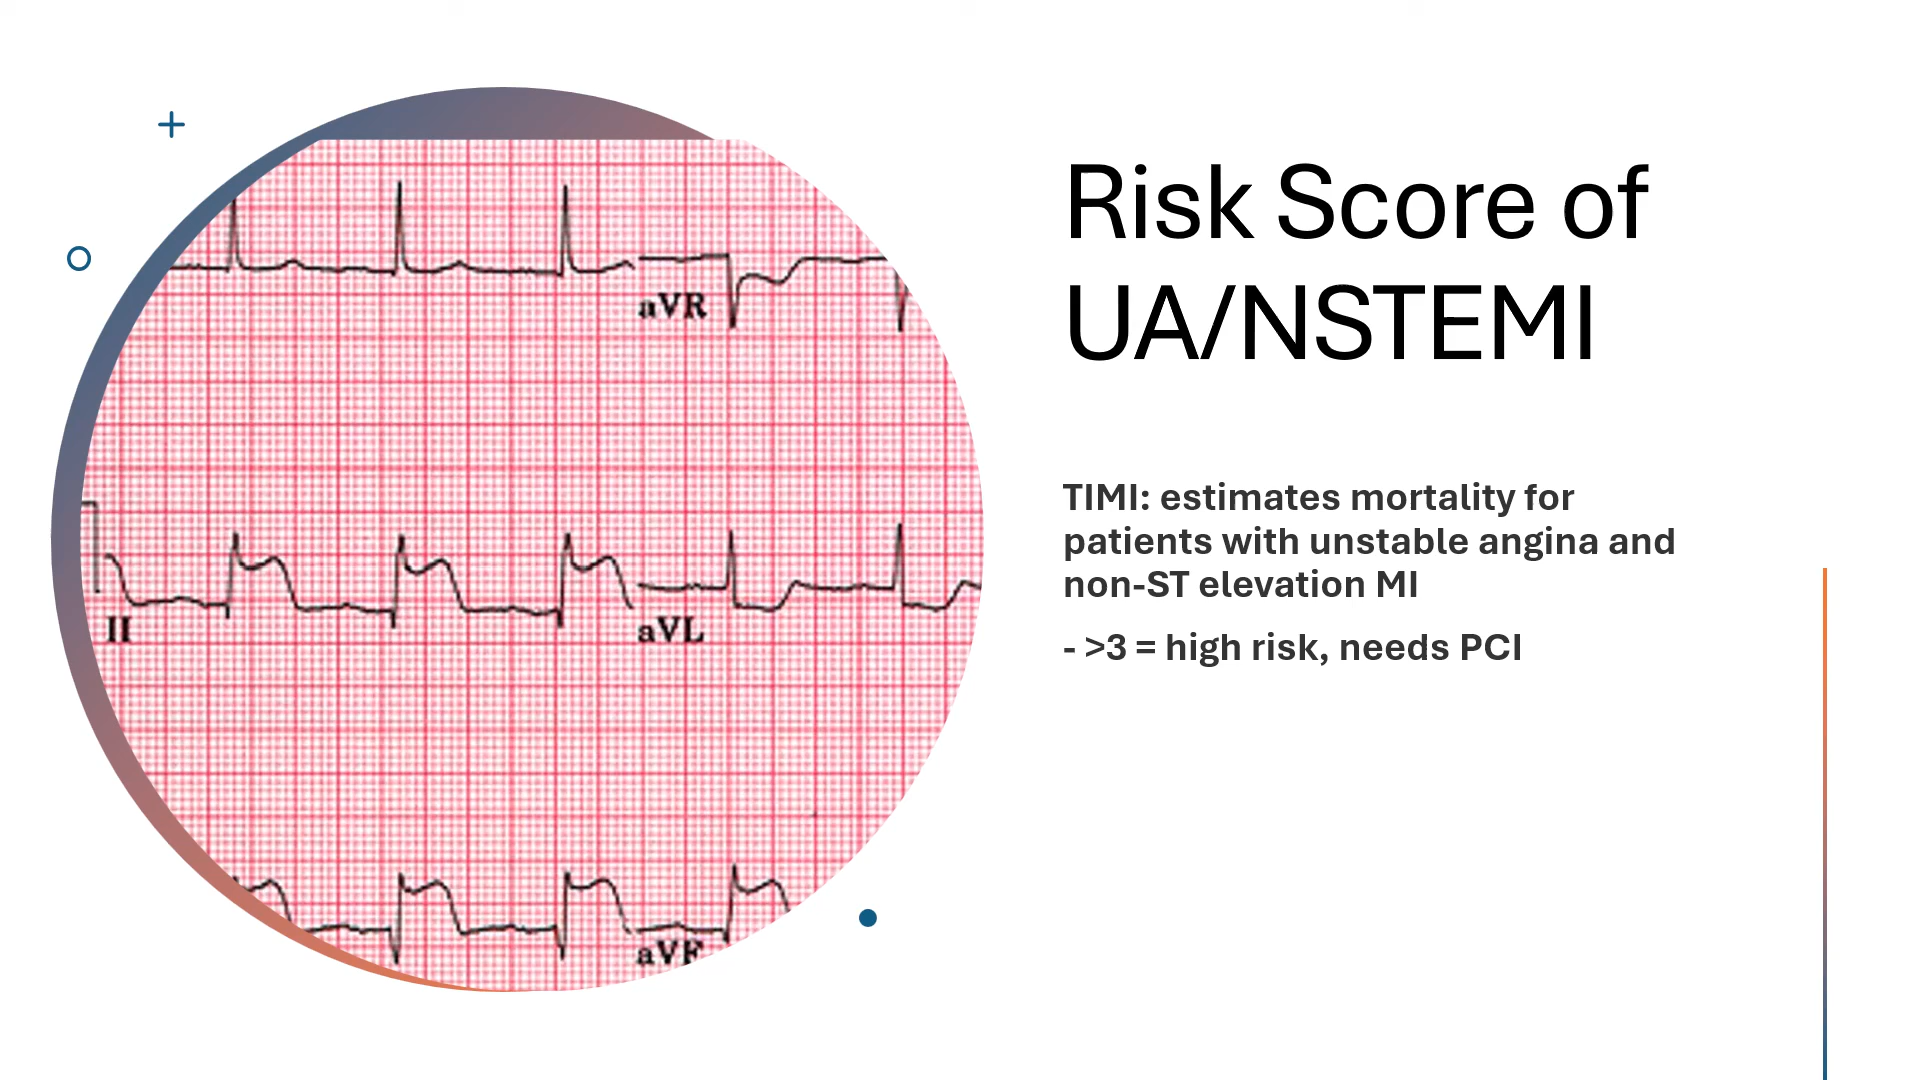 Risk Score of
UA/NSTEMI
TIMI: estimates mortality for
patients with unstable angina and
non-ST elevation MI
- >3 = high risk, needs PCI
aVR
II
aVL
aVF